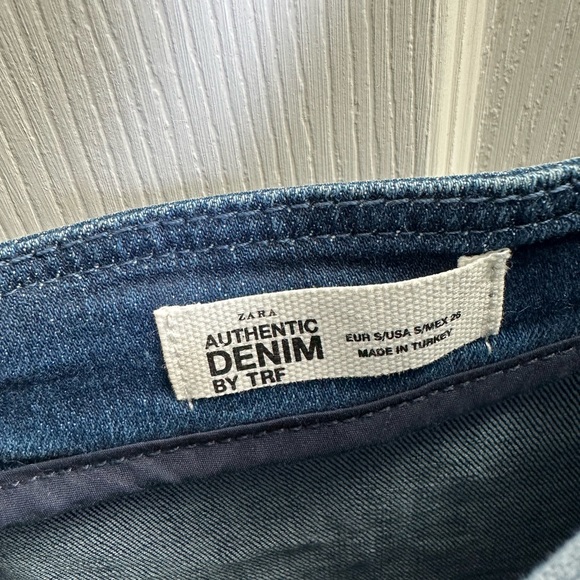 ZARA
AUTHENTIC
DENIM
BY TRF
EUR S/USA S/MEX 26
MADE IN TURKEY